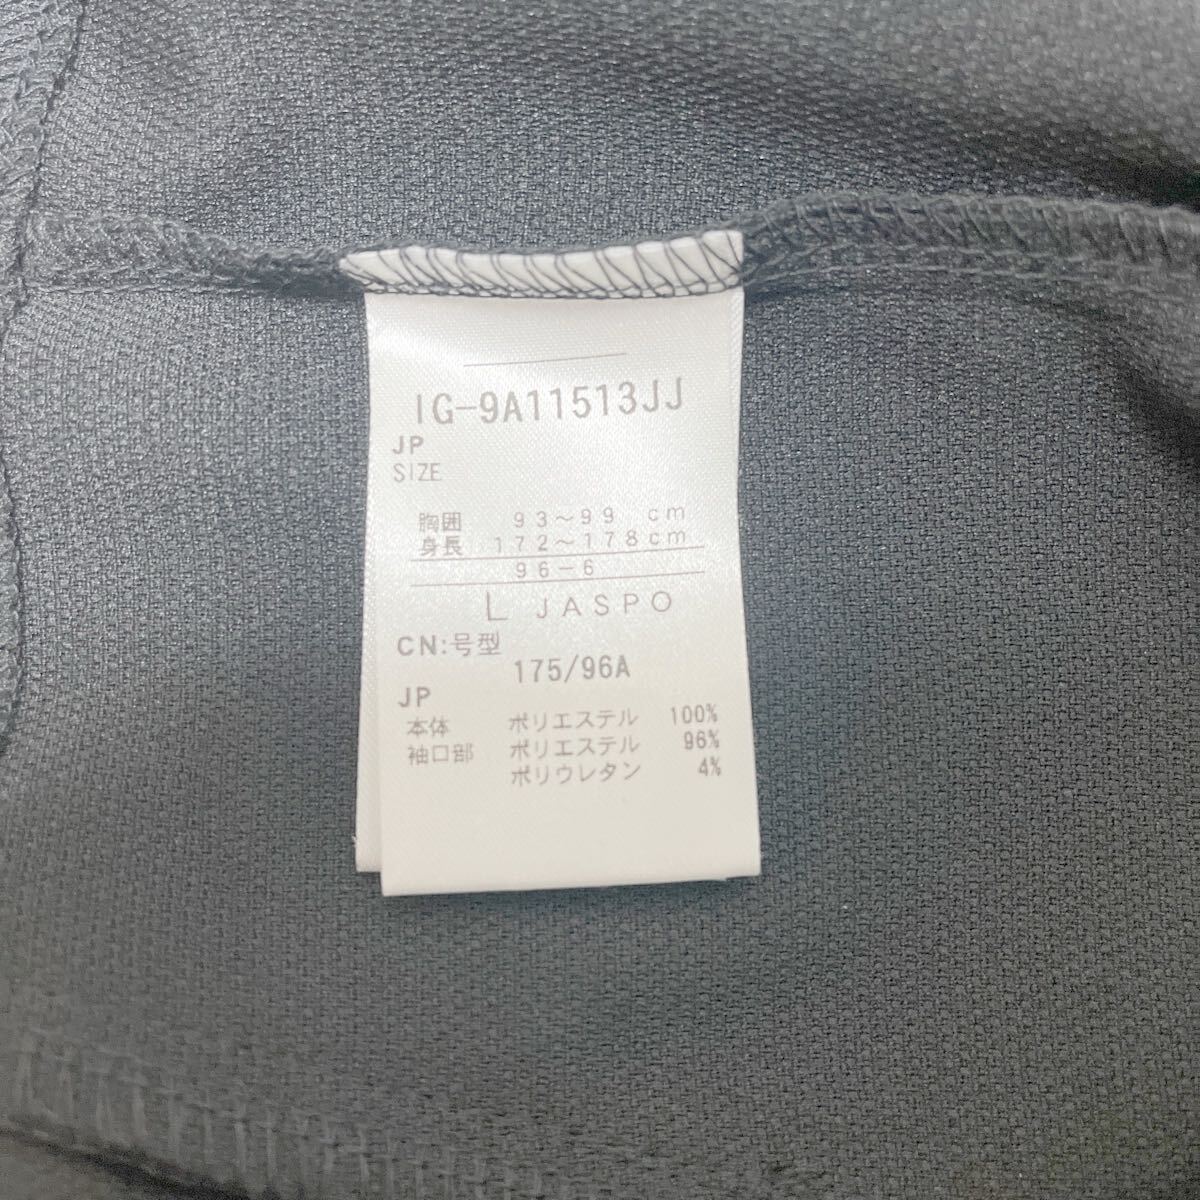 IG-9A11513JJ
JP
SIZE
胸囲 93～99 cm
身長 172～178cm
96-6
L JASPO
CN:号型
175/96A
JP
本体 ポリエステル 100%
袖口部 ポリエステル 96%
ポリウレタン 4%